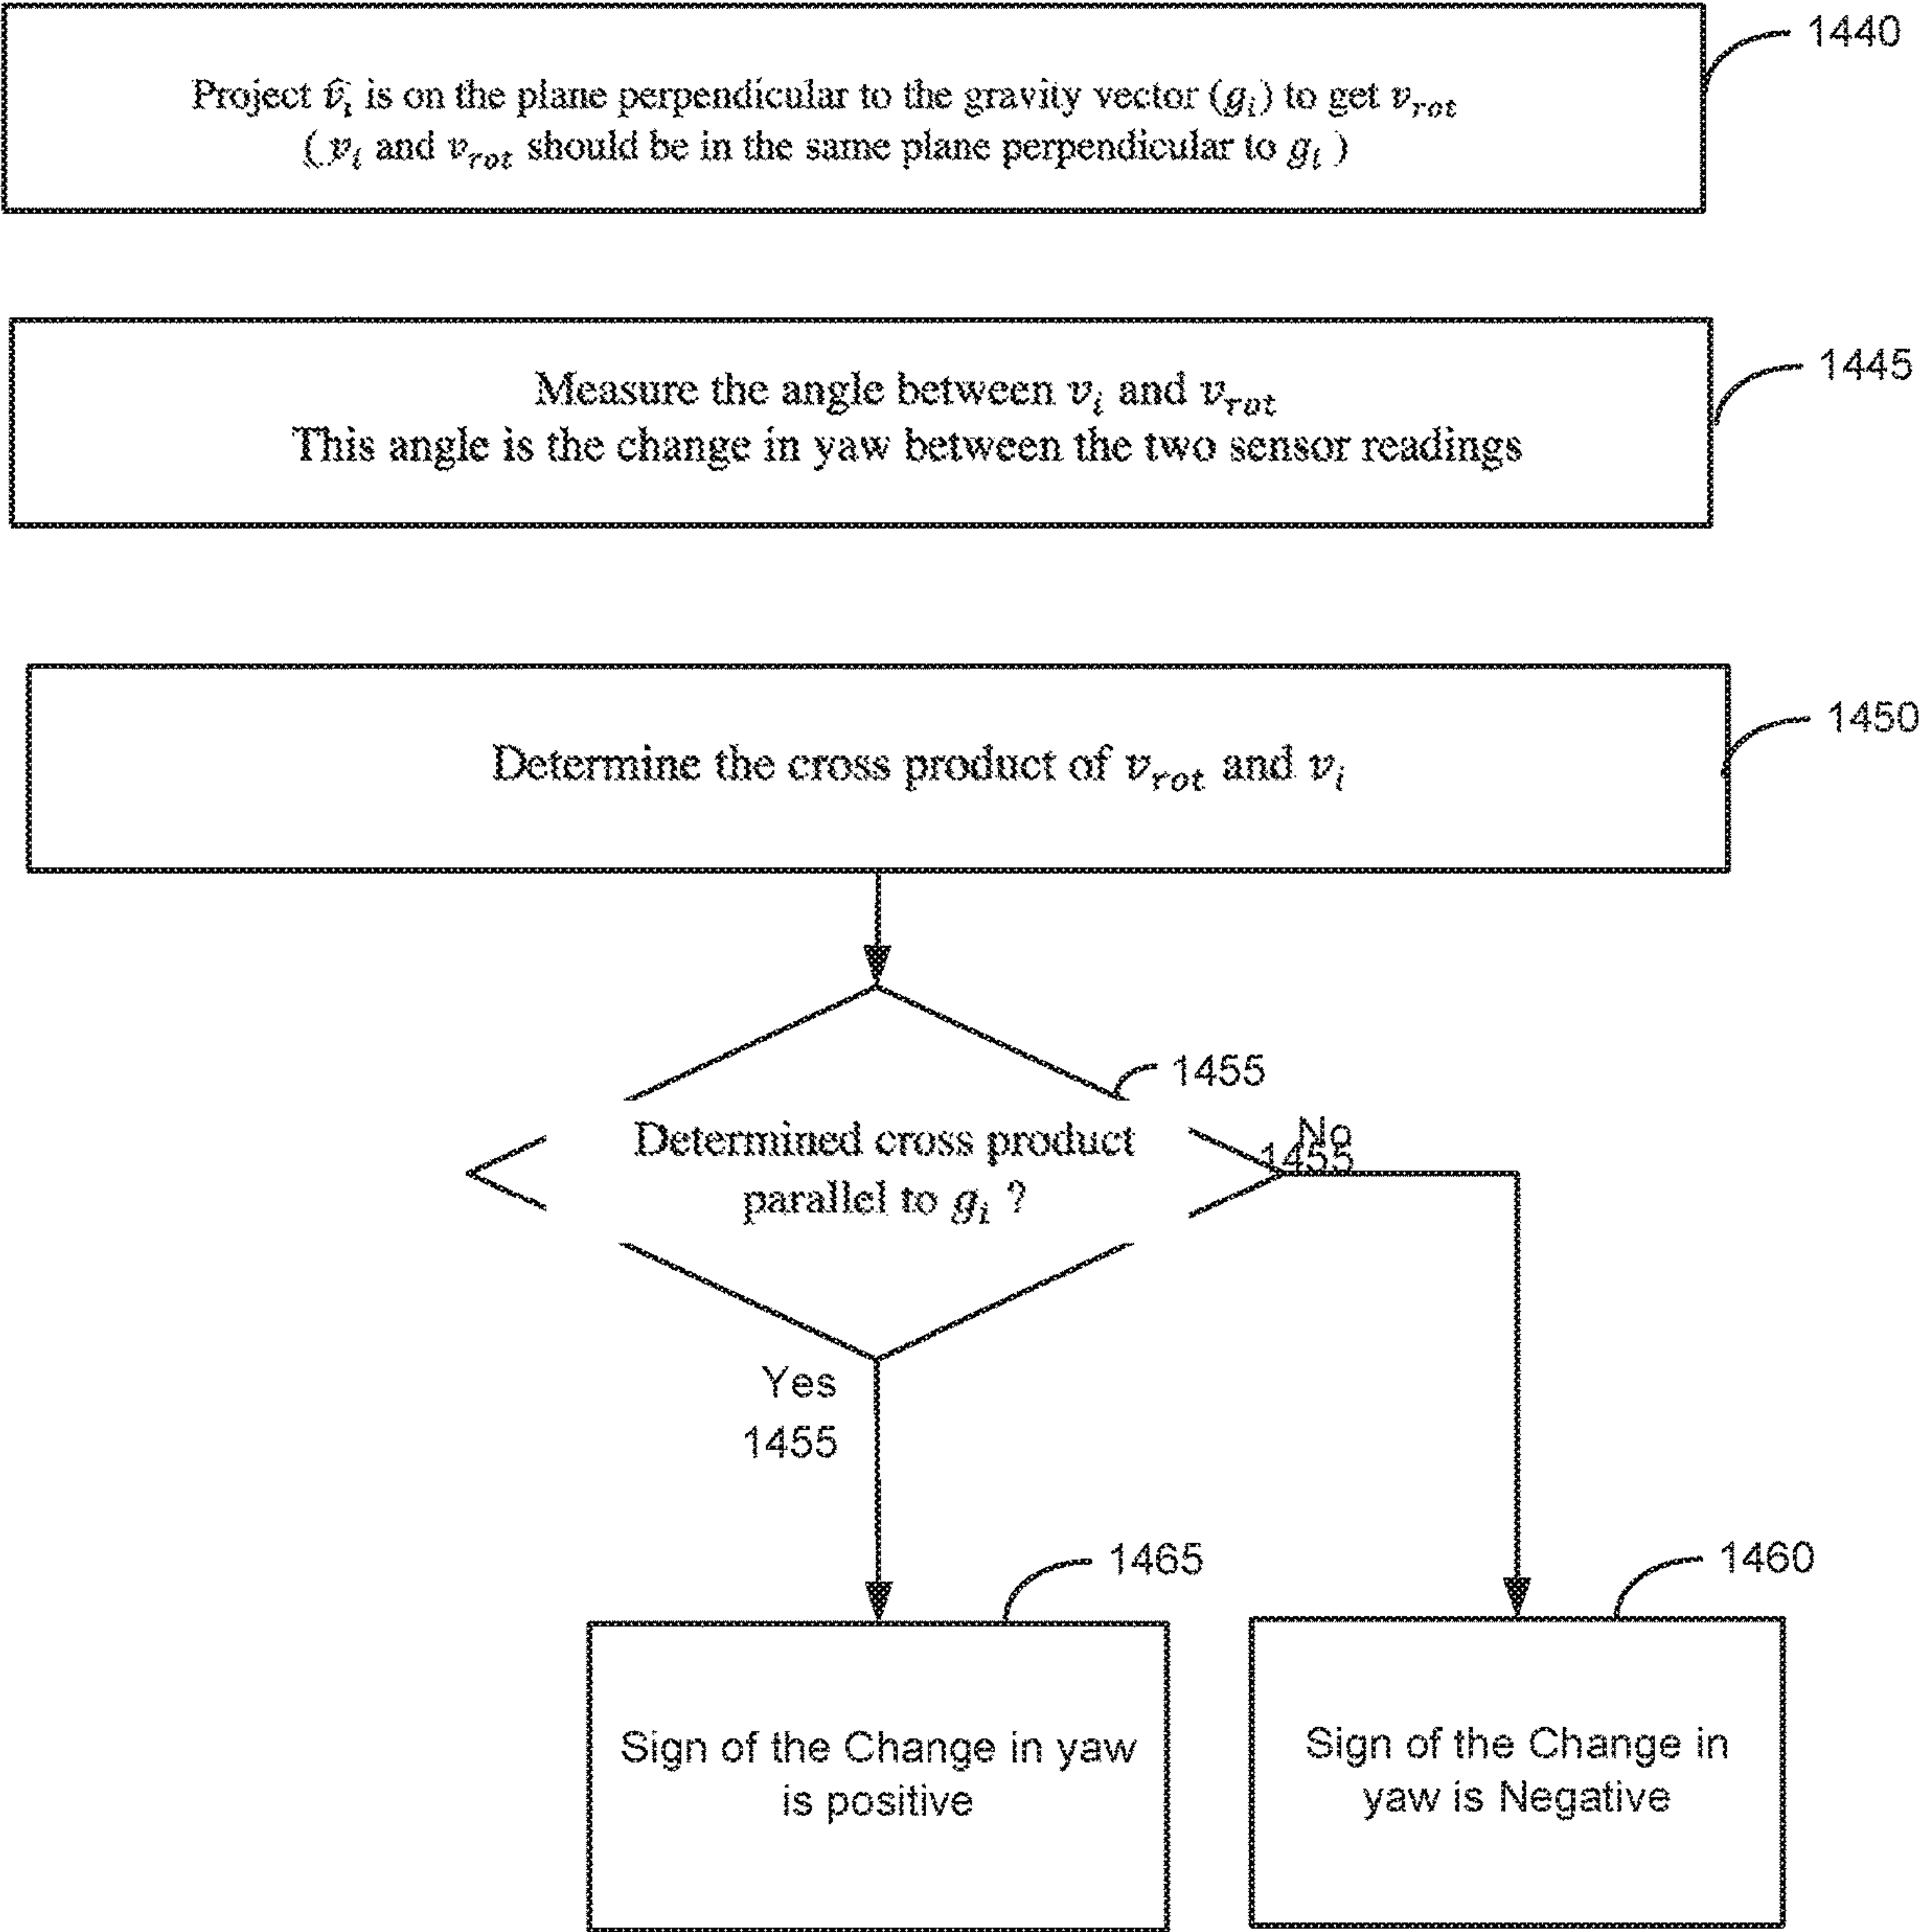 1440
Project v̂ᵢ is on the plane perpendicular to the gravity vector (gᵢ) to get vᵣₒₜ
( vᵢ and vᵣₒₜ should be in the same plane perpendicular to gᵢ )
1445
Measure the angle between vᵢ and vᵣₒₜ
This angle is the change in yaw between the two sensor readings
1450
Determine the cross product of vᵣₒₜ and vᵢ
1455
Determined cross product
parallel to gᵢ ?
No
1455
Yes
1455
1465
1460
Sign of the Change in yaw
is positive
Sign of the Change in
yaw is Negative